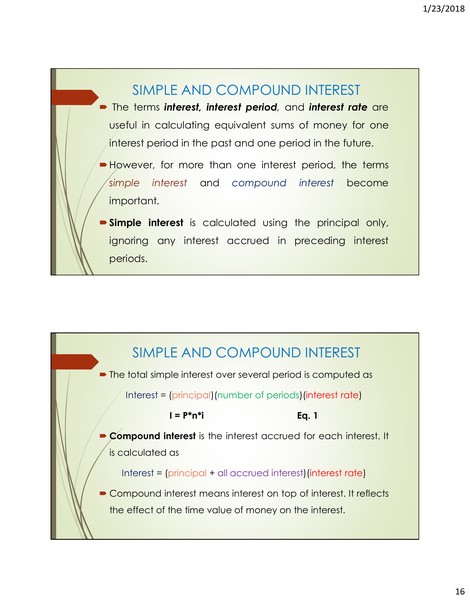 1/23/2018
SIMPLE AND COMPOUND INTEREST
The terms interest, interest period, and interest rate are
useful in calculating equivalent sums of money for one
interest period in the past and one period in the future.
However, for more than one interest period, the terms
simple interest and compound interest become
important.
Simple interest is calculated using the principal only,
ignoring any interest accrued in preceding interest
periods.
SIMPLE AND COMPOUND INTEREST
The total simple interest over several period is computed as
Interest = (principal)(number of periods)(interest rate)
I = P*n*i Eq. 1
Compound interest is the interest accrued for each interest. It
is calculated as
Interest = (principal + all accrued interest)(interest rate)
Compound interest means interest on top of interest. It reflects
the effect of the time value of money on the interest.
16